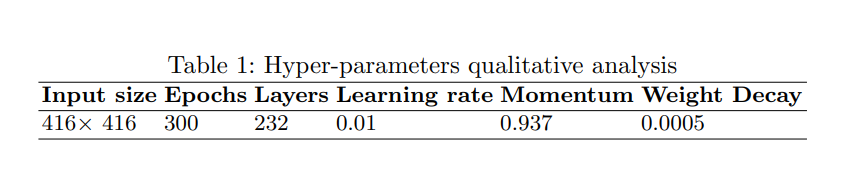 Table 1: Hyper-parameters qualitative analysis
Input size Epochs Layers Learning rate Momentum Weight Decay
416× 416 300 232 0.01 0.937 0.0005